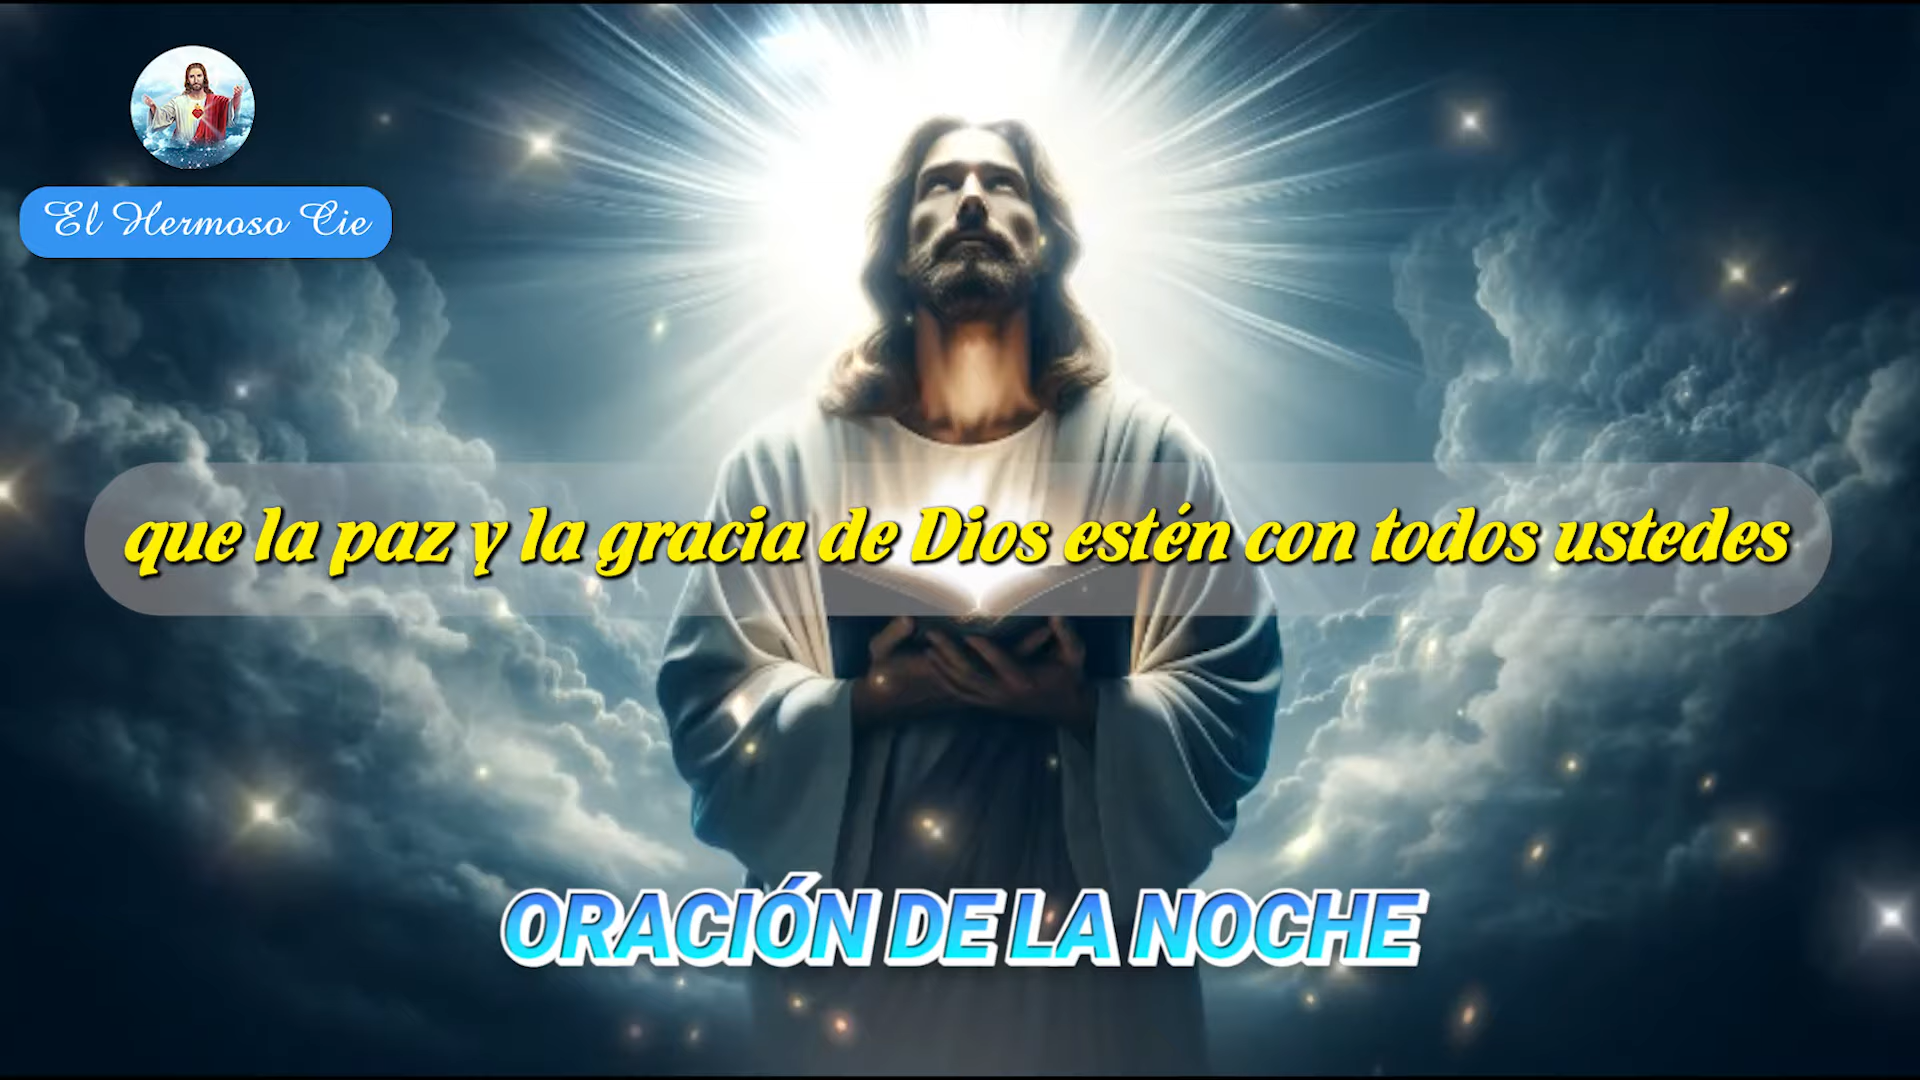 El Hermoso Cie
que la paz y la gracia de Dios estén con todos ustedes
ORACIÓN DE LA NOCHE